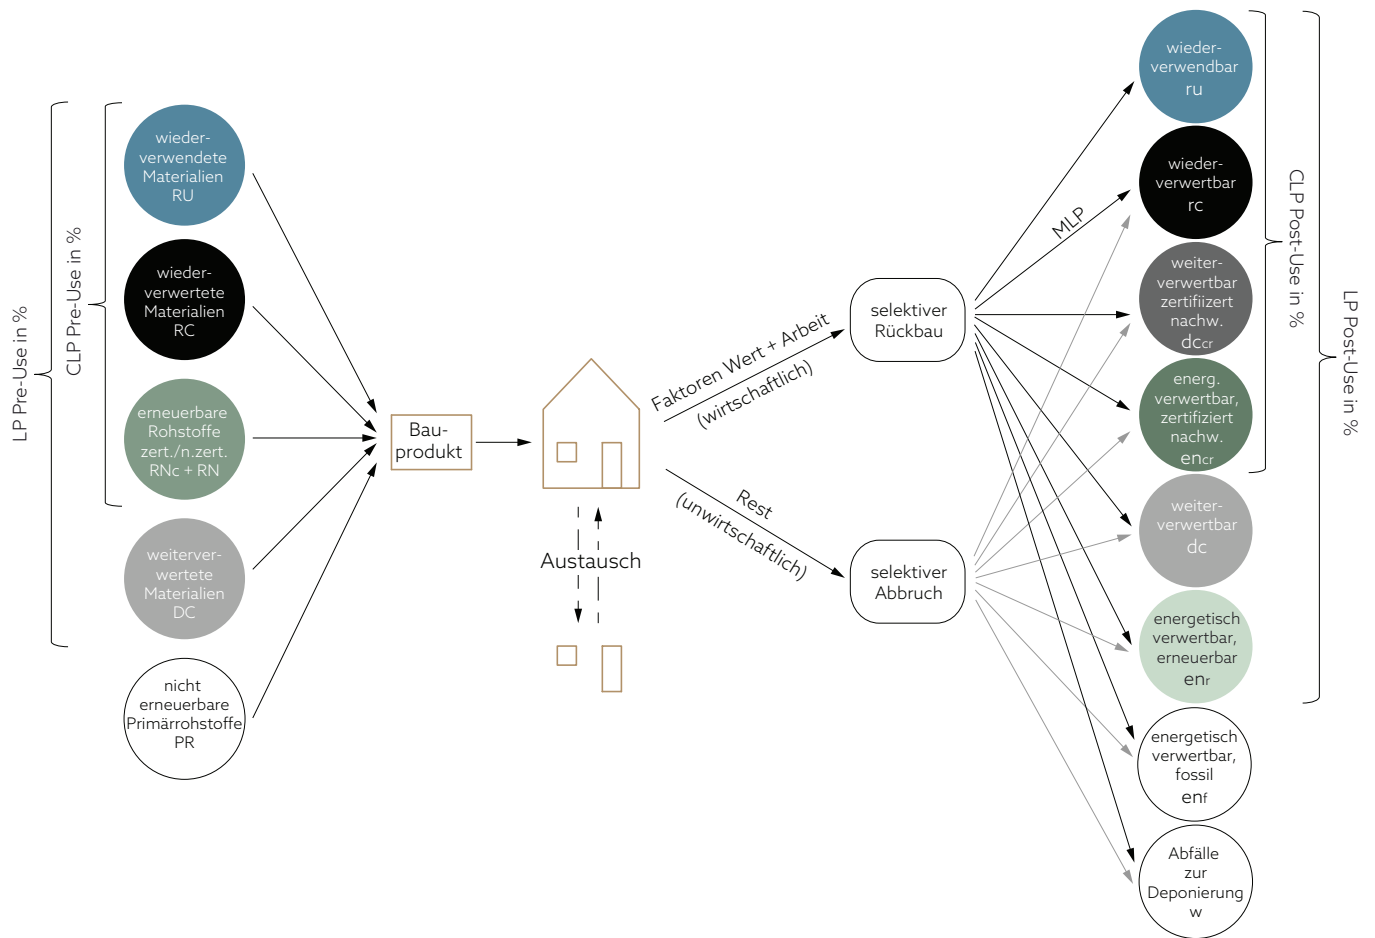 LP Pre-Use in %
CLP Pre-Use in %
wieder-
verwendete
Materialien
RU
wieder-
verwertete
Materialien
RC
erneuerbare
Rohstoffe
zert./n.zert.
RNc + RN
weiterver-
wertete
Materialien
DC
nicht
erneuerbare
Primärrohstoffe
PR
Bau-
produkt
Austausch
Faktoren Wert + Arbeit
(wirtschaftlich)
Rest
(unwirtschaftlich)
selektiver
Rückbau
selektiver
Abbruch
MLP
wieder-
verwendbar
ru
wieder-
verwertbar
rc
weiter-
verwertbar
zertifiizert
nachw.
dccr
energ.
verwertbar,
zertifiziert
nachw.
encr
weiter-
verwertbar
dc
energetisch
verwertbar,
erneuerbar
enr
energetisch
verwertbar,
fossil
enf
Abfälle
zur
Deponierung
w
CLP Post-Use in %
LP Post-Use in %